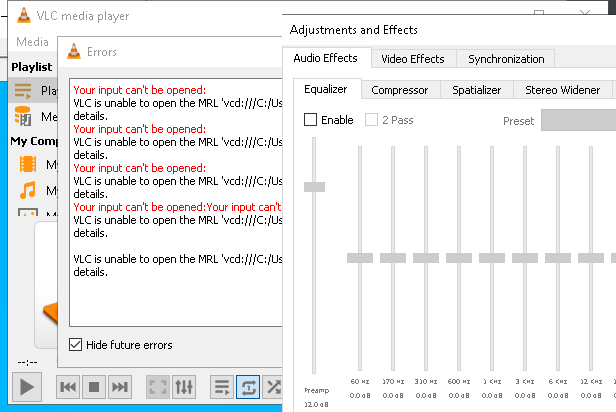 VLC media player
Media
Playlist
Play
Me
My Comp
My
My
Errors
Your input can't be opened:
VLC is unable to open the MRL 'vcd:///C:/Us
details.
Your input can't be opened:
VLC is unable to open the MRL 'vcd:///C:/Us
details.
Your input can't be opened:
VLC is unable to open the MRL 'vcd:///C:/Us
details.
Your input can't be opened:Your input can't
VLC is unable to open the MRL 'vcd:///C:/Us
details.
VLC is unable to open the MRL 'vcd:///C:/Us
details.
Hide future errors
--:--
Adjustments and Effects
Audio Effects Video Effects Synchronization
Equalizer Compressor Spatializer Stereo Widener
Enable 2 Pass Preset
60 Hz 170 Hz 310 Hz 600 Hz 1 KHz 3 KHz 6 KHz 12 KHz
Preamp 0.0 dB 0.0 dB 0.0 dB 0.0 dB 0.0 dB 0.0 dB 0.0 dB 0.0 dB
12.0 dB